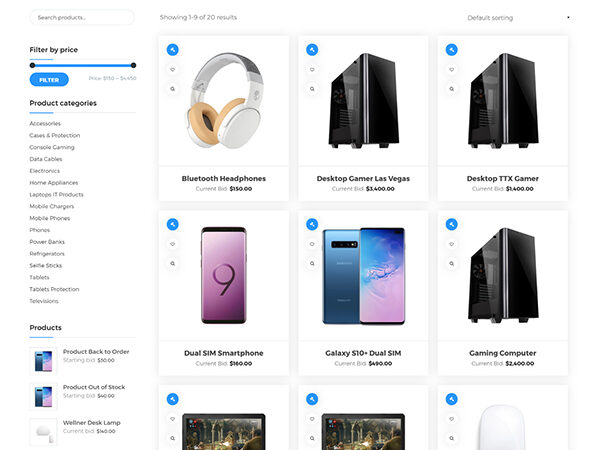 Search products...
Showing 1-9 of 20 results
Default sorting
Filter by price
FILTER
Price: $150 — $4,450
Product categories
Accessories
Cases & Protection
Console Gaming
Data Cables
Electronics
Home Appliances
Laptops IT Products
Mobile Chargers
Mobile Phones
Phones
Power Banks
Refrigerators
Selfie Sticks
Tablets
Tablets Protection
Televisions
Products
Product Back to Order
Starting bid: $50.00
Product Out of Stock
Starting bid: $40.00
Wellner Desk Lamp
Current bid: $140.00
Bluetooth Headphones
Current Bid: $150.00
Desktop Gamer Las Vegas
Current Bid: $3,400.00
Desktop TTX Gamer
Current Bid: $1,400.00
9
Dual SIM Smartphone
Current Bid: $160.00
SAMSUNG
Galaxy S10+ Dual SIM
Current Bid: $490.00
Gaming Computer
Current Bid: $2,400.00